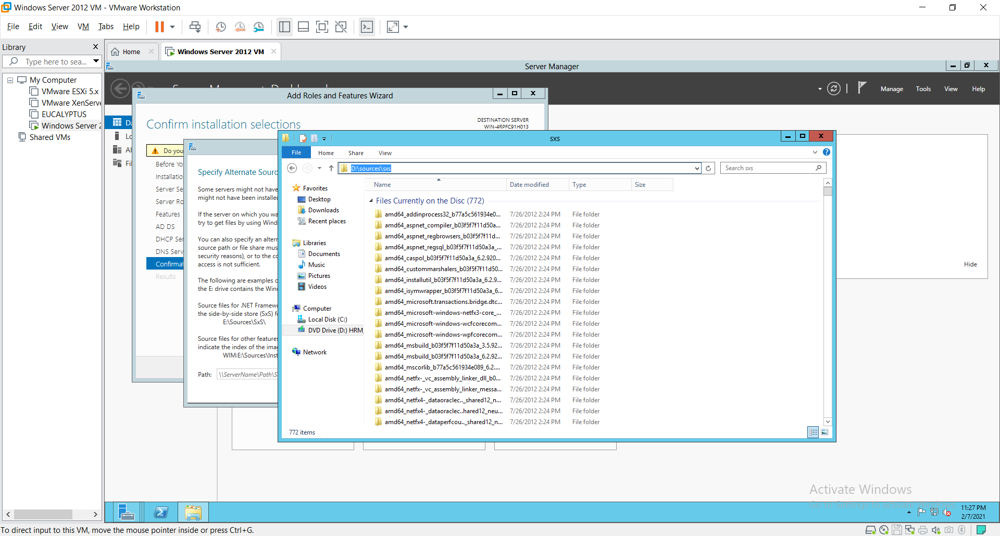 Windows Server 2012 VM - VMware Workstation
File Edit View VM Tabs Help
Library
Home
Windows Server 2012 VM
Type here to sea...
Server Manager
My Computer
VMware ESXi 5.x
VMware XenServe
EUCALYPTUS
Windows Server 2
Shared VMs
Manage Tools View Help
Add Roles and Features Wizard
Confirm installation selections
DESTINATION SERVER
WIN-4RPFC91H013
Do you
Before Yo
Installatio
Server Se
Server Ro
Features
AD DS
DHCP Ser
DNS Serv
Confirmat
Results
Specify Alternate Sourc
Some servers might not have
might not have been installed
If the server on which you wa
try to get files by using Wind
You can also specify an altern
source path or file share mus
security reasons), or to the co
access is not sufficient.
The following are examples o
the E: drive contains the Wind
Source files for .NET Framewo
the side-by-side store (SxS) f
E:\Sources\SxS\
Source files for other features
indicate the index of the imag
WIM:E:\Sources\Inst
Path: \\ServerName\Path\S
sxs
File Home Share View
D:\sources\sxs
Search sxs
Favorites
Desktop
Downloads
Recent places
Libraries
Documents
Music
Pictures
Videos
Computer
Local Disk (C:)
DVD Drive (D:) HRM
Network
Name Date modified Type Size
Files Currently on the Disc (772)
amd64_addinprocess32_b77a5c561934e0... 7/26/2012 2:24 PM File folder
amd64_aspnet_compiler_b03f5f7f11d50a... 7/26/2012 2:24 PM File folder
amd64_aspnet_regbrowsers_b03f5f7f11d... 7/26/2012 2:24 PM File folder
amd64_aspnet_regsql_b03f5f7f11d50a3a_... 7/26/2012 2:24 PM File folder
amd64_caspol_b03f5f7f11d50a3a_6.2.920... 7/26/2012 2:24 PM File folder
amd64_custommarshalers_b03f5f7f11d50... 7/26/2012 2:24 PM File folder
amd64_installutil_b03f5f7f11d50a3a_6.2.9... 7/26/2012 2:24 PM File folder
amd64_isymwrapper_b03f5f7f11d50a3a_6... 7/26/2012 2:24 PM File folder
amd64_microsoft.transactions.bridge.dtc... 7/26/2012 2:24 PM File folder
amd64_microsoft-windows-netfx3-core_... 7/26/2012 2:24 PM File folder
amd64_microsoft-windows-wcfcorecom... 7/26/2012 2:24 PM File folder
amd64_microsoft-windows-wpfcorecom... 7/26/2012 2:24 PM File folder
amd64_msbuild_b03f5f7f11d50a3a_3.5.92... 7/26/2012 2:24 PM File folder
amd64_msbuild_b03f5f7f11d50a3a_6.2.92... 7/26/2012 2:24 PM File folder
amd64_mscorlib_b77a5c561934e089_6.2.... 7/26/2012 2:24 PM File folder
amd64_netfx-_vc_assembly_linker_dll_b0... 7/26/2012 2:24 PM File folder
amd64_netfx-_vc_assembly_linker_messa... 7/26/2012 2:24 PM File folder
amd64_netfx4-_dataoraclec.._shared12_n... 7/26/2012 2:24 PM File folder
amd64_netfx4-_dataoraclec..hared12_neu... 7/26/2012 2:24 PM File folder
amd64_netfx4-_dataperfcou.._shared12_n... 7/26/2012 2:24 PM File folder
772 items
Hide
Activate Windows
Go to Settings to activate Windows.
11:27 PM
2/7/2021
To direct input to this VM, move the mouse pointer inside or press Ctrl+G.